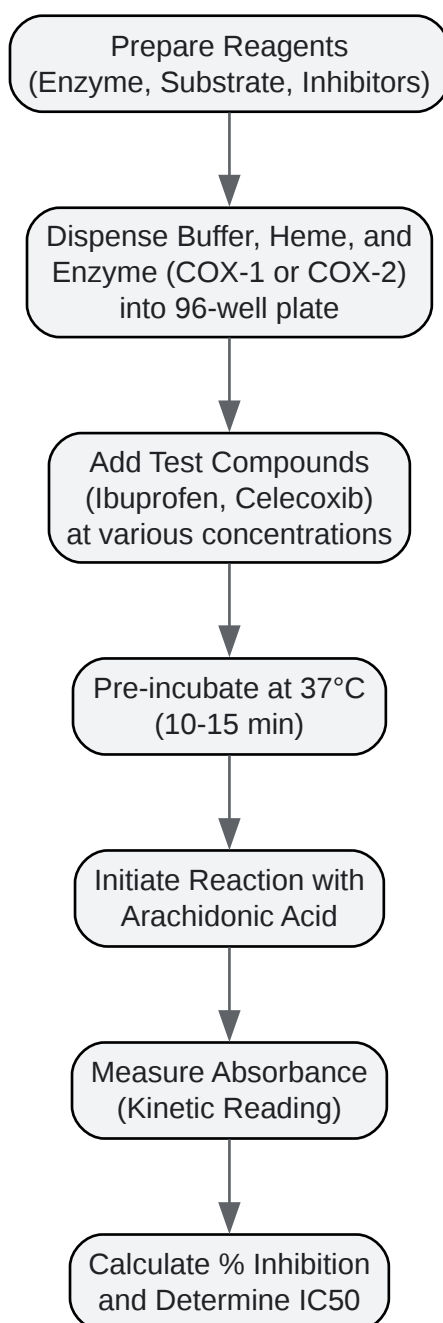 Prepare Reagents
(Enzyme, Substrate, Inhibitors)
Dispense Buffer, Heme, and
Enzyme (COX-1 or COX-2)
into 96-well plate
Add Test Compounds
(Ibuprofen, Celecoxib)
at various concentrations
Pre-incubate at 37°C
(10-15 min)
Initiate Reaction with
Arachidonic Acid
Measure Absorbance
(Kinetic Reading)
Calculate % Inhibition
and Determine IC50